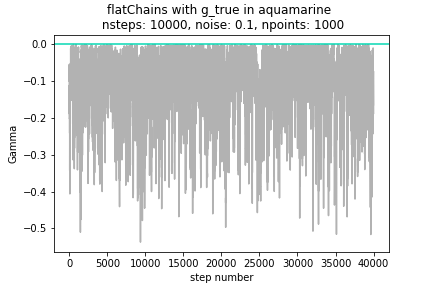 flatChains with g_true in aquamarine
nsteps: 10000, noise: 0.1, npoints: 1000
0.0
−0.1
−0.2
−0.3
−0.4
−0.5
Gamma
0 5000 10000 15000 20000 25000 30000 35000 40000
step number